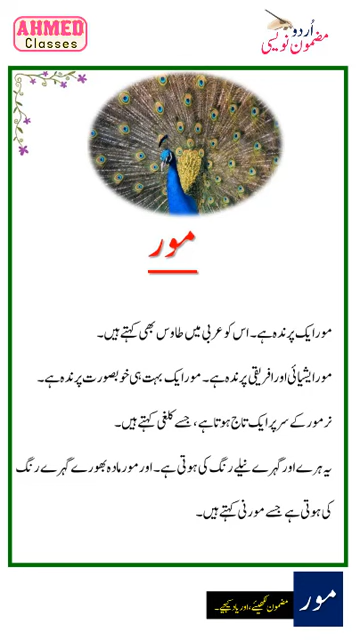 AHMED
Classes
اُردو
مضمون نویسی
مور
مور ایک پرندہ ہے۔ اس کو عربی میں طاوس بھی کہتے ہیں۔
مور ایشیائی اور افریقی پرندہ ہے۔ مور ایک بہت ہی خوبصورت پرندہ ہے۔
نر مور کے سر پر ایک تاج ہوتا ہے، جسے کلغی کہتے ہیں۔
یہ ہرے اور گہرے نیلے رنگ کی ہوتی ہے۔ اور مور مادہ بھورے گہرے رنگ
کی ہوتی ہے جسے مورنی کہتے ہیں۔
مور
مضمون لکھیئے، اور یاد کیجیے۔